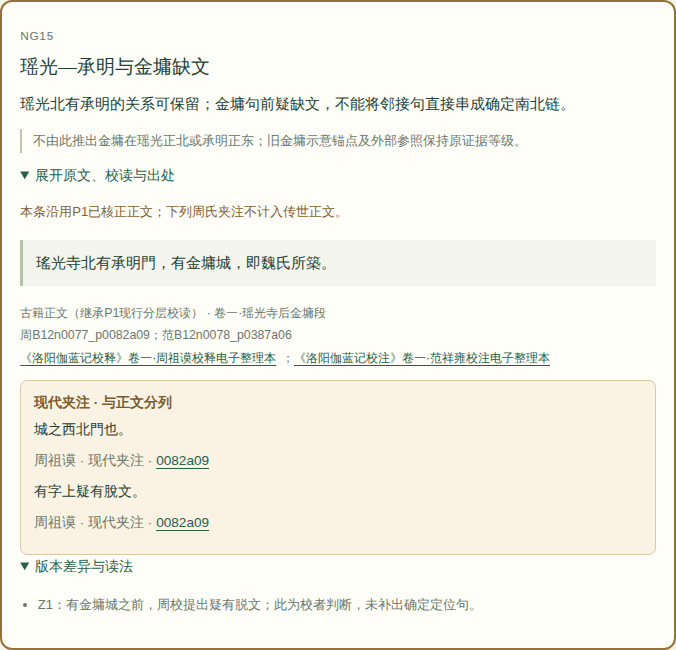 NG15
瑶光—承明与金墉缺文
瑶光北有承明的关系可保留；金墉句前疑缺文，不能将邻接句直接串成确定南北链。
不由此推出金墉在瑶光正北或承明正东；旧金墉示意锚点及外部参照保持原证据等级。
▼ 展开原文、校读与出处
本条沿用P1已核正正文；下列周氏夹注不计入传世正文。
瑤光寺北有承明門，有金墉城，即魏氏所築。
古籍正文（继承P1现行分层校读） · 卷一·瑶光寺后金墉段
周B12n0077_p0082a09；范B12n0078_p0387a06
《洛阳伽蓝记校释》卷一·周祖谟校释电子整理本 ；《洛阳伽蓝记校注》卷一·范祥雍校注电子整理本
现代夹注 · 与正文分列
城之西北門也。
周祖谟 · 现代夹注 · 0082a09
有字上疑有脫文。
周祖谟 · 现代夹注 · 0082a09
▼ 版本差异与读法
• Z1：有金墉城之前，周校提出疑有脱文；此为校者判断，未补出确定定位句。